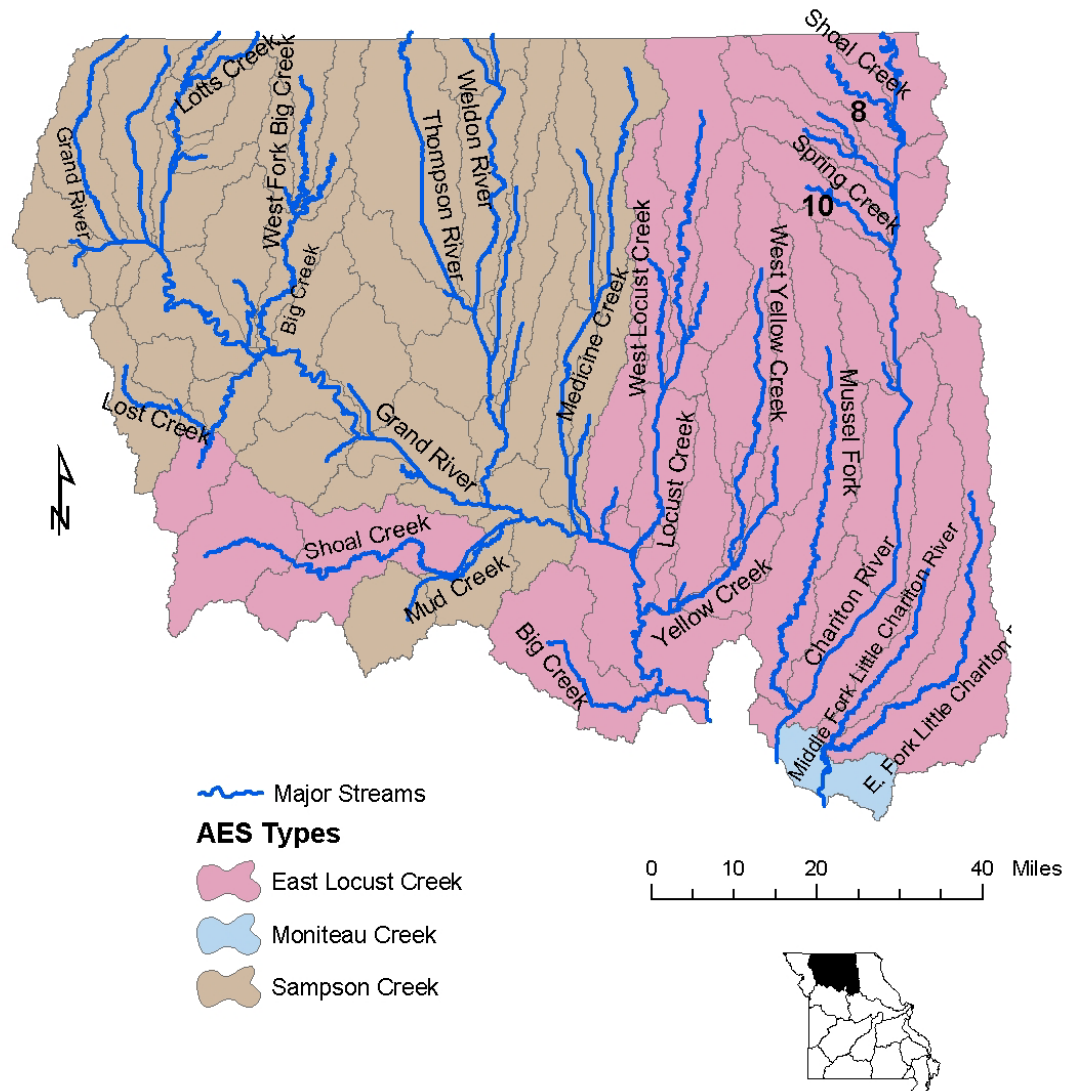 Shoal Creek
8
Spring Creek
10
Lotts Creek
West Fork Big Creek
Grand River
Thompson River
Weldon River
Big Creek
Medicine Creek
West Locust Creek
West Yellow Creek
Mussel Fork
Lost Creek
Grand River
Locust Creek
Shoal Creek
Mud Creek
Yellow Creek
Big Creek
Chariton River
Middle Fork Little Chariton River
E. Fork Little Chariton
N
Major Streams
AES Types
East Locust Creek
Moniteau Creek
Sampson Creek
0 10 20 40 Miles